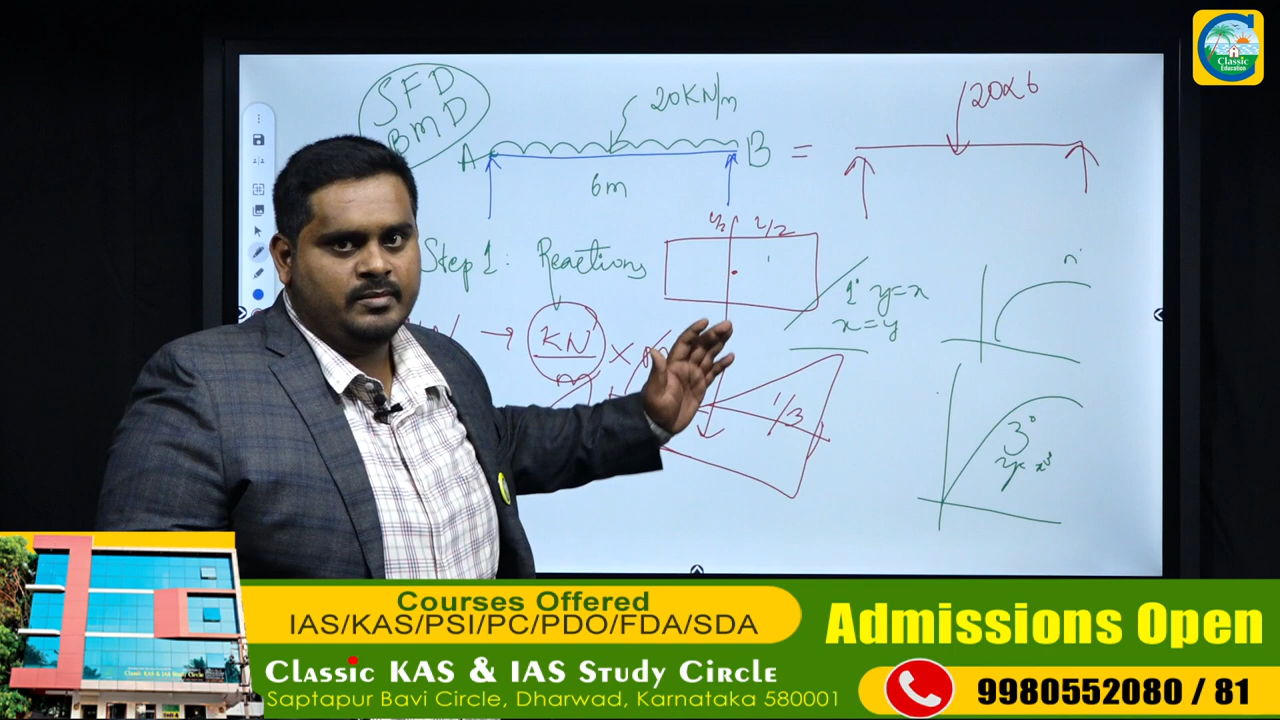 Classic
Education
SFD
BMD
20KN/m
A
B
=
20x6
6m
Step 1: Reactions
L/2
L/2
KN
m
x
1° y=x
x=y
n
1/3
3°
Courses Offered
IAS/KAS/PSI/PC/PDO/FDA/SDA
Admissions Open
Classic KAS & IAS Study Circle
Saptapur Bavi Circle, Dharwad, Karnataka 580001
9980552080 / 81